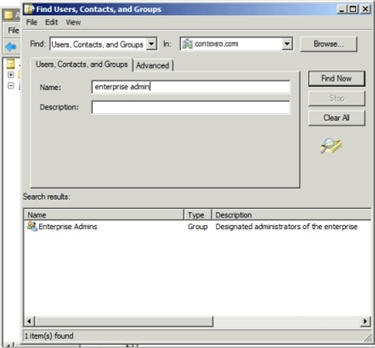 Find Users, Contacts, and Groups
File Edit View
Find: Users, Contacts, and Groups In: contoso.com Browse...
Users, Contacts, and Groups Advanced
Name: enterprise admin
Description:
Find Now
Stop
Clear All
Search results:
Name Type Description
Enterprise Admins Group Designated administrators of the enterprise
1 item(s) found
File